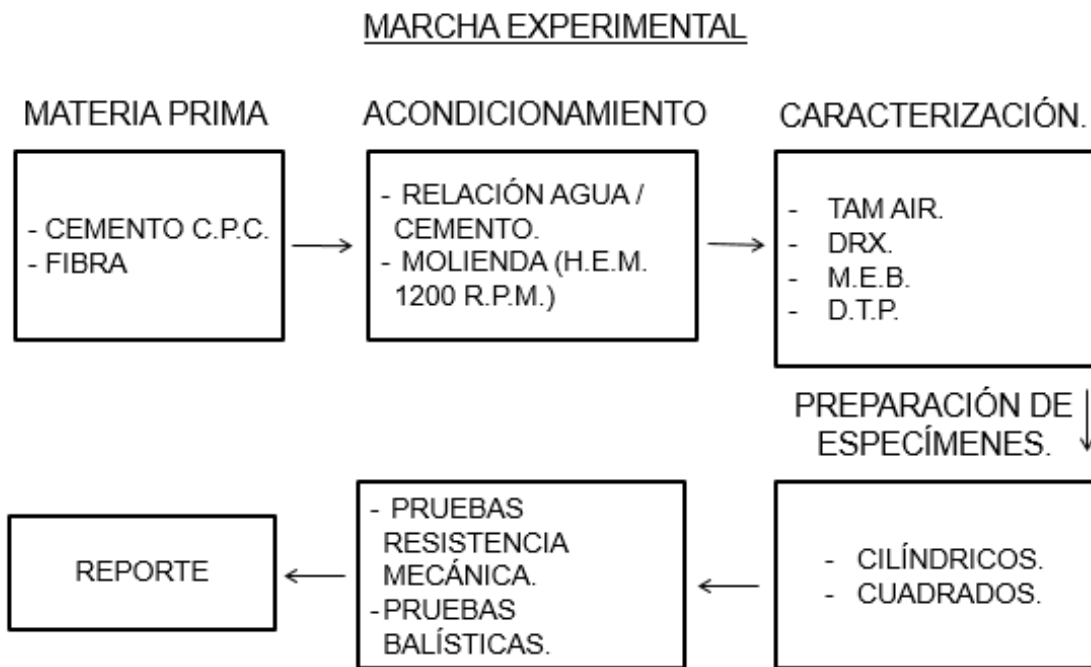 MARCHA EXPERIMENTAL
MATERIA PRIMA
- CEMENTO C.P.C.
- FIBRA
ACONDICIONAMIENTO
- RELACIÓN AGUA /
CEMENTO.
- MOLIENDA (H.E.M.
1200 R.P.M.)
CARACTERIZACIÓN.
- TAM AIR.
- DRX.
- M.E.B.
- D.T.P.
PREPARACIÓN DE
ESPECÍMENES.
- CILÍNDRICOS.
- CUADRADOS.
- PRUEBAS
RESISTENCIA
MECÁNICA.
-PRUEBAS
BALÍSTICAS.
REPORTE